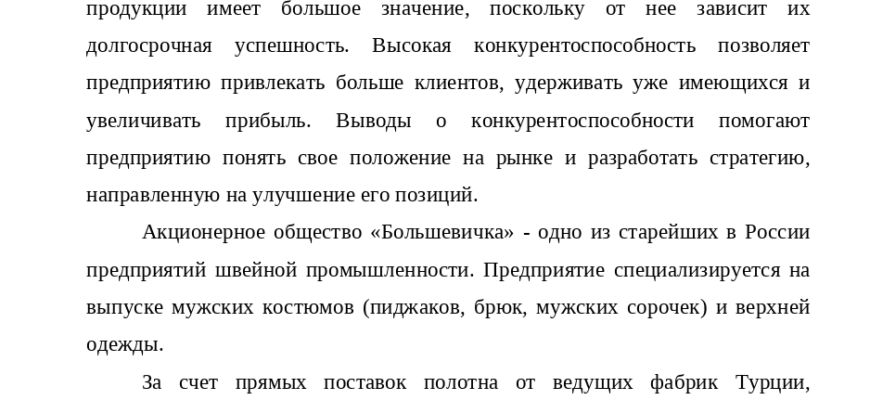 продукции имеет большое значение, поскольку от нее зависит их
долгосрочная успешность. Высокая конкурентоспособность позволяет
предприятию привлекать больше клиентов, удерживать уже имеющихся и
увеличивать прибыль. Выводы о конкурентоспособности помогают
предприятию понять свое положение на рынке и разработать стратегию,
направленную на улучшение его позиций.
Акционерное общество «Большевичка» - одно из старейших в России
предприятий швейной промышленности. Предприятие специализируется на
выпуске мужских костюмов (пиджаков, брюк, мужских сорочек) и верхней
одежды.
За счет прямых поставок полотна от ведущих фабрик Турции,